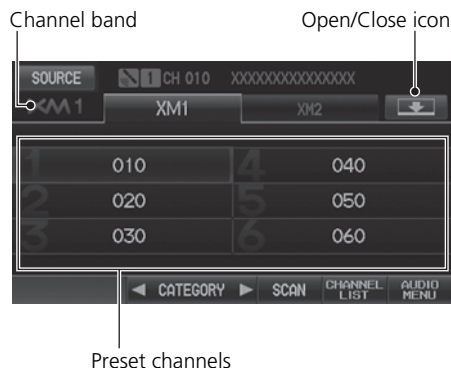 Channel band Open/Close icon
SOURCE 1 CH 010 XXXXXXXXXXXXXXX
XM1 XM1 XM2
1 010 4 040
2 020 5 050
3 030 6 060
◄ CATEGORY ► SCAN CHANNEL LIST AUDIO MENU
Preset channels